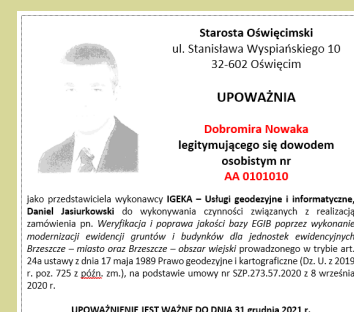 Starosta Oświęcimski
ul. Stanisława Wyspiańskiego 10
32-602 Oświęcim
UPOWAŻNIA
Dobromira Nowaka
legitymującego się dowodem
osobistym nr
AA 0101010
jako przedstawiciela wykonawcy IGEKA – Usługi geodezyjne i informatyczne,
Daniel Jasiurkowski do wykonywania czynności związanych z realizacją
zamówienia pn. Weryfikacja i poprawa jakości bazy EGIB poprzez wykonanie
modernizacji ewidencji gruntów i budynków dla jednostek ewidencyjnych
Brzeszcze – miasto oraz Brzeszcze – obszar wiejski prowadzonego w trybie art.
24a ustawy z dnia 17 maja 1989 Prawo geodezyjne i kartograficzne (Dz. U. z 2019
r. poz. 725 z późn. zm.), na podstawie umowy nr SZP.273.57.2020 z 8 września
2020 r.
UPOWAŻNIENIE JEST WAŻNE DO DNIA 31 grudnia 2021 r.